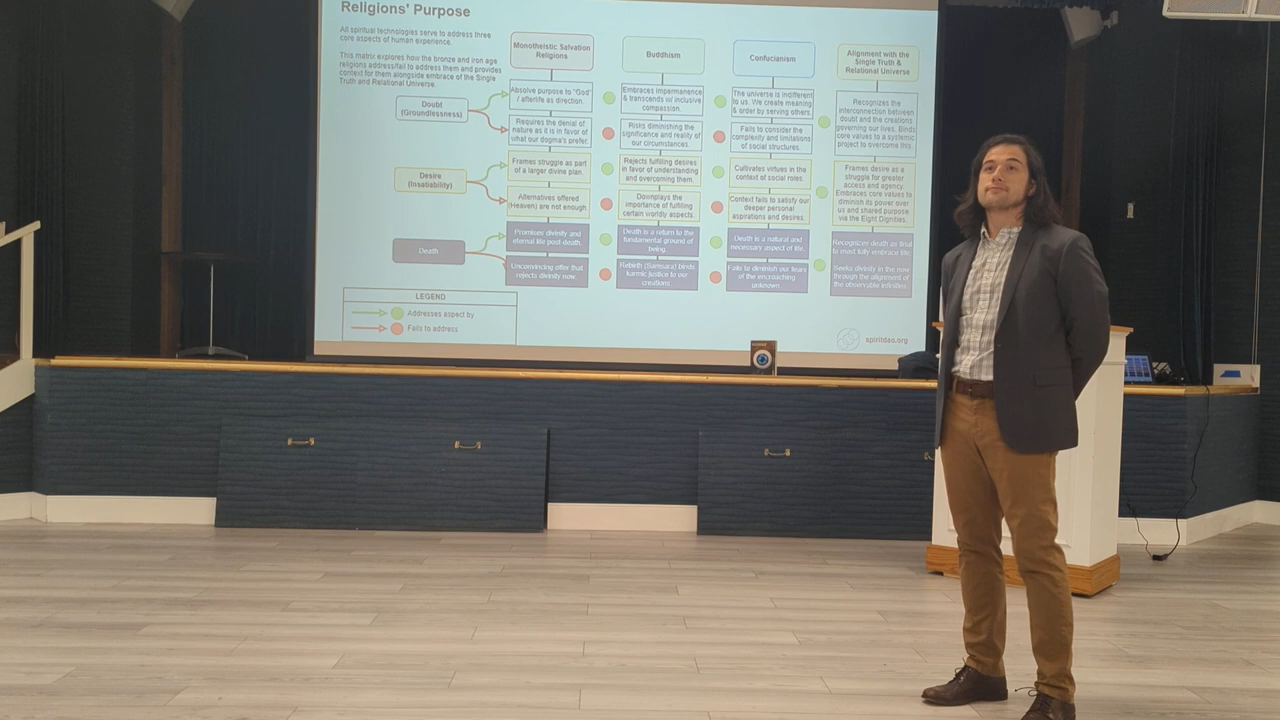 Religions' Purpose
All spiritual technologies serve to address three
core aspects of human experience.
This matrix explores how the bronze and iron age
religions address/fail to address them and provides
context for them alongside embrace of the Single
Truth and Relational Universe.
Monotheistic Salvation
Religions
Buddhism
Confucianism
Alignment with the
Single Truth &
Relational Universe
Doubt
(Groundlessness)
Absolve purpose to "God"
/ afterlife as direction.
Embraces impermanence
& transcends w/ inclusive
compassion.
The universe is indifferent
to us. We create meaning
& order by serving others.
Recognizes the
interconnection between
doubt and the creations
governing our lives. Binds
core values to a systemic
project to overcome this.
Requires the denial of
nature as it is in favor of
what our dogma's prefer.
Risks diminishing the
significance and reality of
our circumstances.
Fails to consider the
complexity and limitations
of social structures.
Desire
(Insatiability)
Frames struggle as part
of a larger divine plan.
Rejects fulfilling desires
in favor of understanding
and overcoming them.
Cultivates virtues in the
context of social roles.
Frames desire as a
struggle for greater
access and agency.
Embraces core values to
diminish its power over
us and shared purpose
via the Eight Dignities.
Alternatives offered
(Heaven) are not enough.
Downplays the
importance of fulfilling
certain worldly aspects.
Context fails to satisfy our
deeper personal
aspirations and desires.
Death
Promises divinity and
eternal life post death.
Death is a return to the
fundamental ground of
being.
Death is a natural and
necessary aspect of life.
Recognizes death as final
to most fully embrace life.
Seeks divinity in the now
through the alignment of
the observable infinities.
Unconvincing offer that
rejects divinity now.
Rebirth (Samsara) binds
karmic justice to our
creations.
Fails to diminish our fears
of the encroaching
unknown.
LEGEND
Addresses aspect by
Fails to address
spiritdao.org